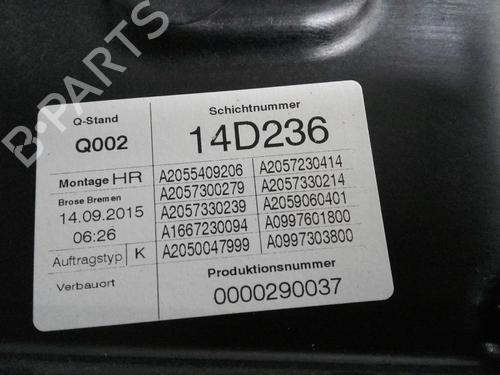 Q-Stand
Schichtnummer
Q002
14D236
Montage HR
A2055409206 A2057230414
Brose Bremen
A2057300279 A2057330214
14.09.2015
A2057330239 A2059060401
06:26
A1667230094 A0997601800
Auftragstyp K
A2050047999 A0997303800
Verbauort
Produktionsnummer
0000290037
B-PARTS